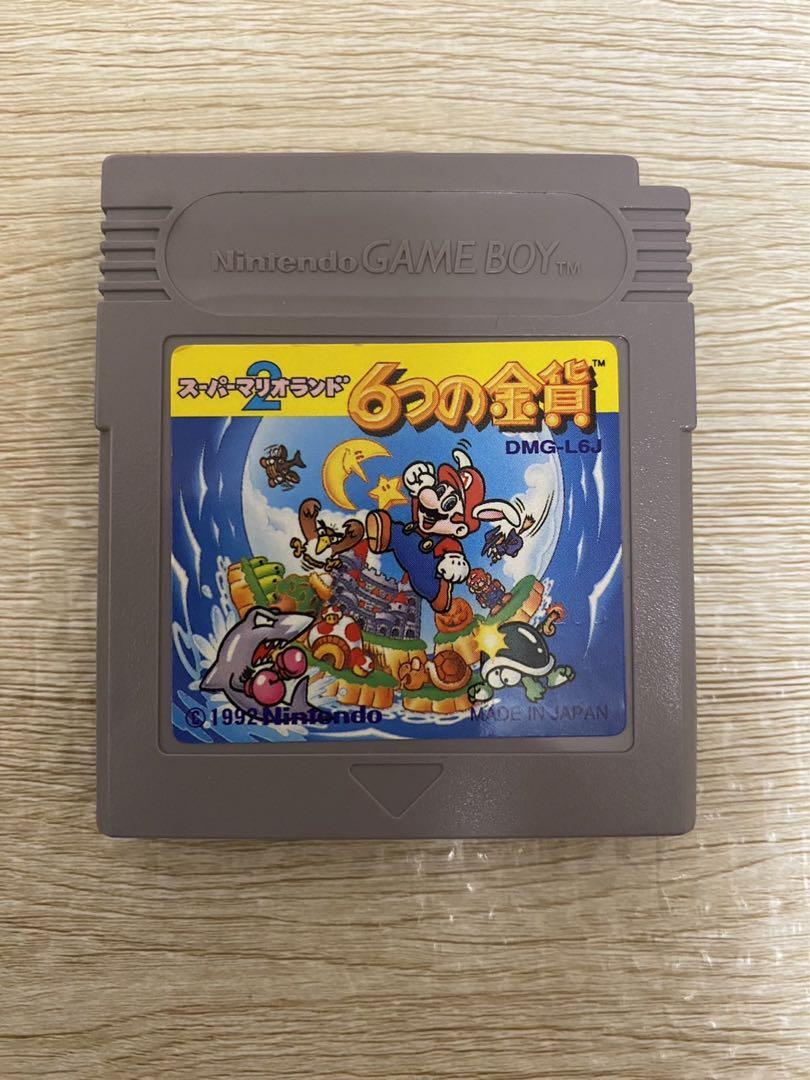 Nintendo GAME BOY™
スーパーマリオランド2 6つの金貨™
DMG-L6J
©1992 Nintendo
MADE IN JAPAN